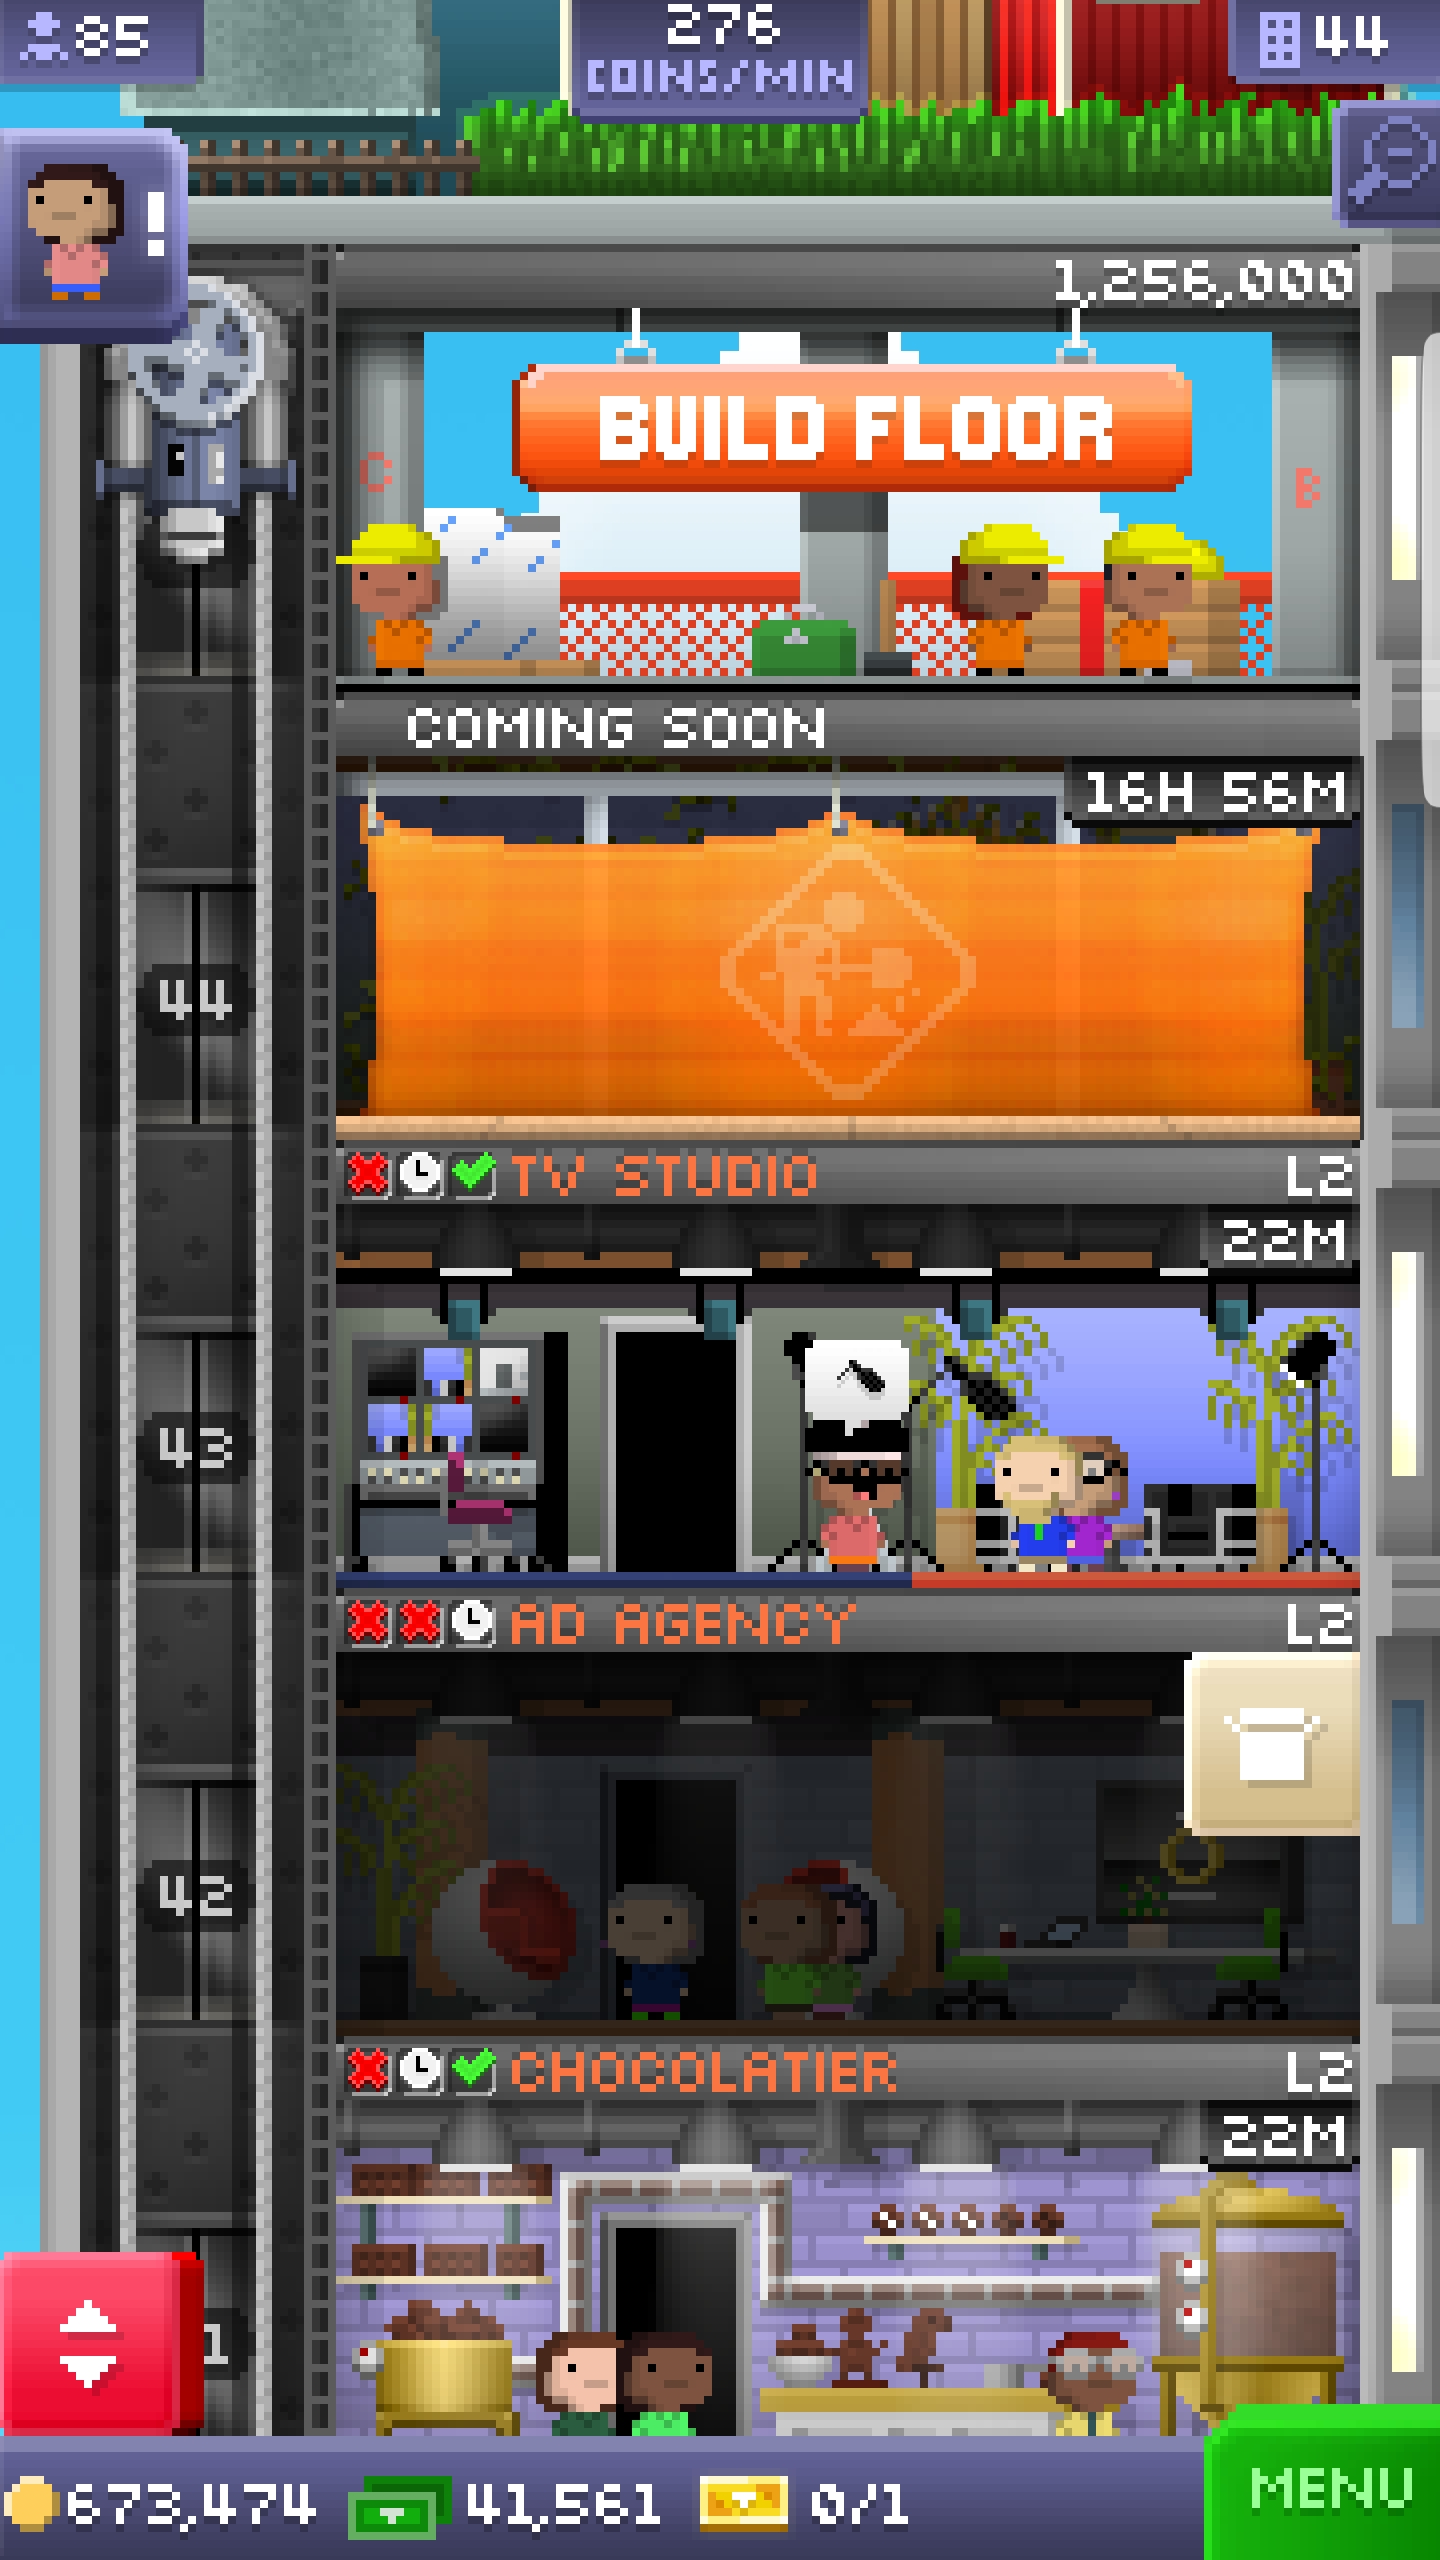 85
276
COINS/MIN
44
!
1,256,000
BUILD FLOOR
C
B
COMING SOON
16H 56M
44
TV STUDIO L2
22M
43
AD AGENCY L2
42
CHOCOLATIER L2
22M
1
673,474 41,561 0/1
MENU